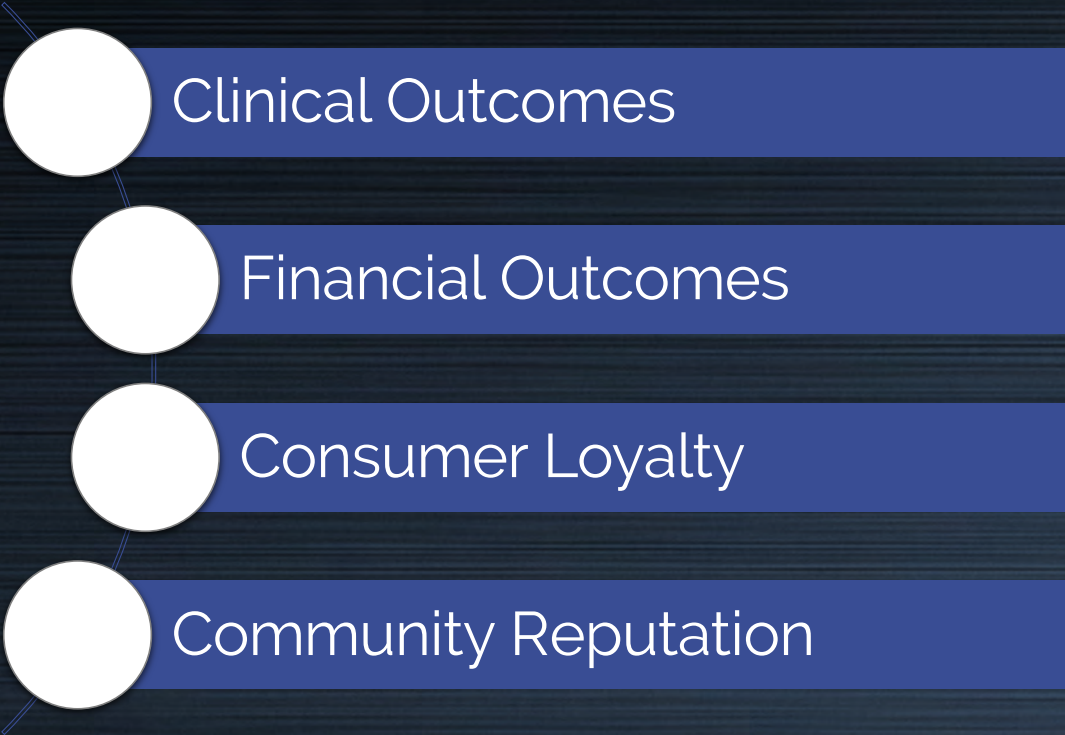 Clinical Outcomes
Financial Outcomes
Consumer Loyalty
Community Reputation